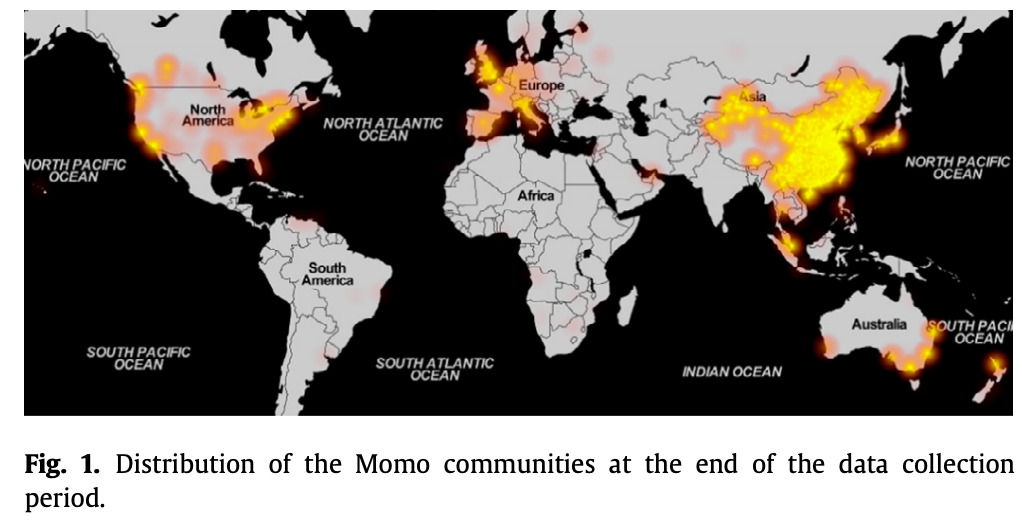 Europe
Asia
North
America
NORTH ATLANTIC
OCEAN
NORTH PACIFIC
OCEAN
NORTH PACIFIC
OCEAN
Africa
South
America
Australia
SOUTH PACI
OCEAN
SOUTH PACIFIC
OCEAN
SOUTH ATLANTIC
OCEAN
INDIAN OCEAN
Fig. 1. Distribution of the Momo communities at the end of the data collection
period.